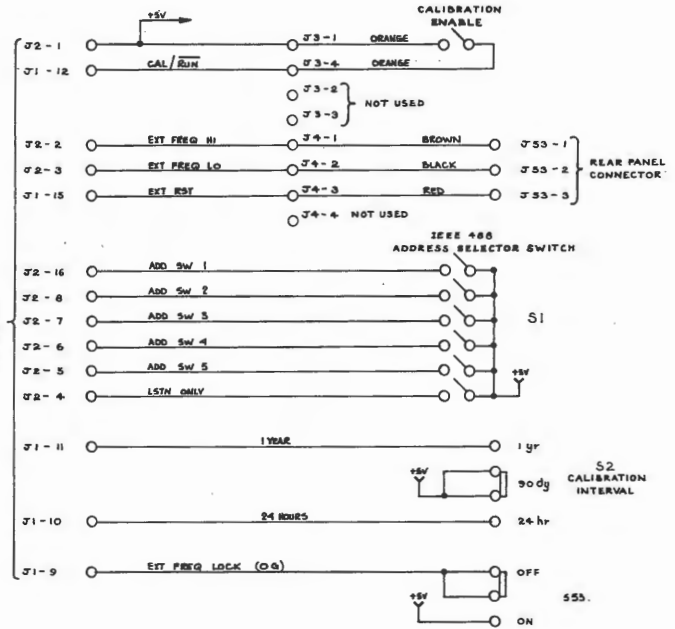 CALIBRATION
ENABLE
+5V
J2-1 J3-1 ORANGE
J1-12 CAL/RUN J3-4 ORANGE
J3-2
J3-3
NOT USED
J2-2 EXT FREQ HI J4-1 BROWN J53-1
J2-3 EXT FREQ LO J4-2 BLACK J53-2
J1-15 EXT RST J4-3 RED J53-3
REAR PANEL
CONNECTOR
J4-4 NOT USED
IEEE 488
ADDRESS SELECTOR SWITCH
J2-16 ADD SW 1
J2-8 ADD SW 2
J2-7 ADD SW 3
S1
J2-6 ADD SW 4
J2-5 ADD SW 5
J2-4 LSTN ONLY
+5V
J1-11 1 YEAR 1 yr
+5V
90 dy
S2
CALIBRATION
INTERVAL
J1-10 24 HOURS 24 hr
J1-9 EXT FREQ LOCK (OG) OFF
+5V
S53.
ON